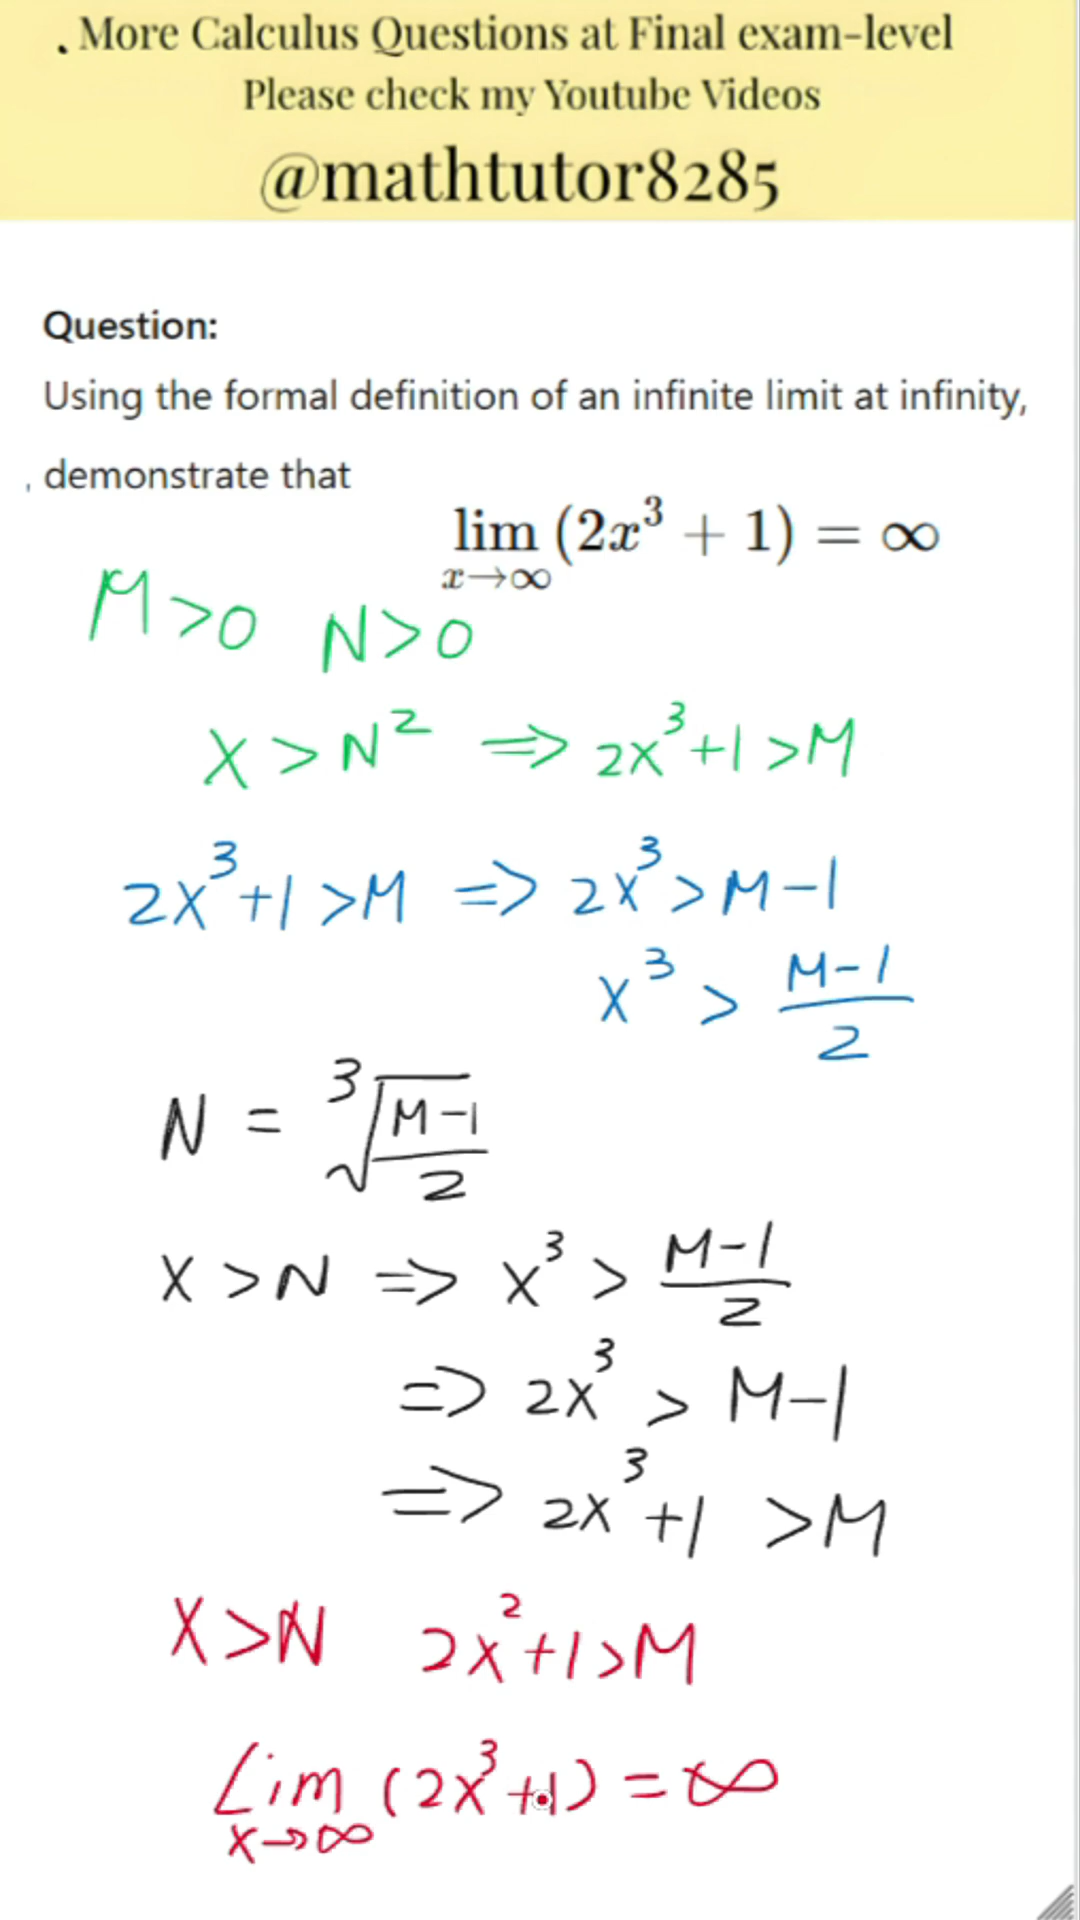 . More Calculus Questions at Final exam-level
Please check my Youtube Videos
@mathtutor8285
Question:
Using the formal definition of an infinite limit at infinity,
, demonstrate that
lim (2x³ + 1) = ∞
x→∞
M>0 N>0
X > N² => 2x³+1 >M
2x³+1 >M => 2x³>M-1
x³ > M-1
2
N = ³√M-1
2
X >N => x³ > M-1
2
=> 2x³ > M-1
=> 2x³+1 >M
X>N 2x²+1>M
Lim (2x³+1) = ∞
x→∞